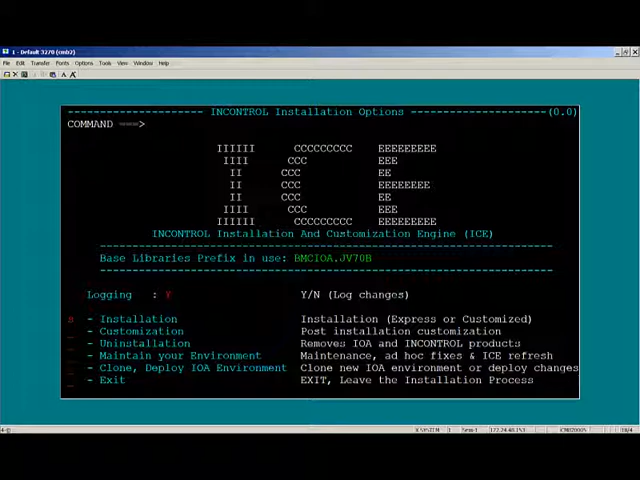 1 - Default 3270 (cmb2)
File Edit Transfer Fonts Options Tools View Window Help
-------------------- INCONTROL Installation Options --------------------(0.0)
COMMAND ===>
IIIIII CCCCCCCCC EEEEEEEEE
IIII CCC EEE
II CCC EE
II CCC EEEEEEEE
II CCC EE
IIII CCC EEE
IIIIII CCCCCCCCC EEEEEEEEE
INCONTROL Installation And Customization Engine (ICE)
Base Libraries Prefix in use: BMCIOA.JV70B
Logging : Y Y/N (Log changes)
s - Installation Installation (Express or Customized)
_ - Customization Post installation customization
_ - Uninstallation Removes IOA and INCONTROL products
_ - Maintain your Environment Maintenance, ad hoc fixes & ICE refresh
_ - Clone, Deploy IOA Environment Clone new IOA environment or deploy changes
_ - Exit EXIT, Leave the Installation Process